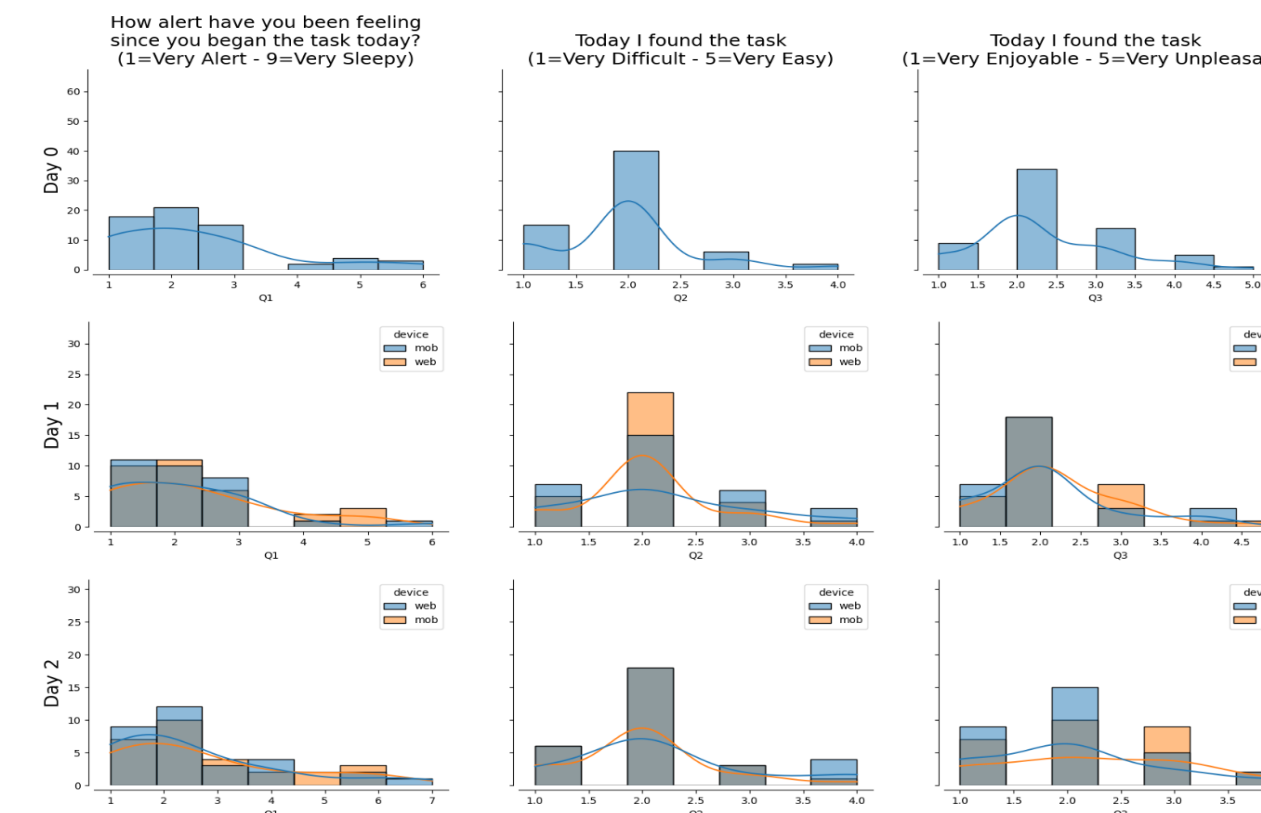 How alert have you been feeling
since you began the task today?
(1=Very Alert - 9=Very Sleepy)
Today I found the task
(1=Very Difficult - 5=Very Easy)
Today I found the task
(1=Very Enjoyable - 5=Very
Day 0
60
50
40
30
20
10
0
1 2 3 4 5 6
Q1
1.0 1.5 2.0 2.5 3.0 3.5 4.0
Q2
1.0 1.5 2.0 2.5 3.0 3.5 4.0 4.5 5.0
Q3
Day 1
30
25
20
15
10
5
0
device
mob
web
1 2 3 4 5 6
Q1
device
mob
web
1.0 1.5 2.0 2.5 3.0 3.5 4.0
Q2
1.0 1.5 2.0 2.5 3.0 3.5 4.0 4.5
Q3
Day 2
30
25
20
15
10
5
0
device
web
mob
1 2 3 4 5 6 7
device
web
mob
1.0 1.5 2.0 2.5 3.0 3.5 4.0
1.0 1.5 2.0 2.5 3.0 3.5